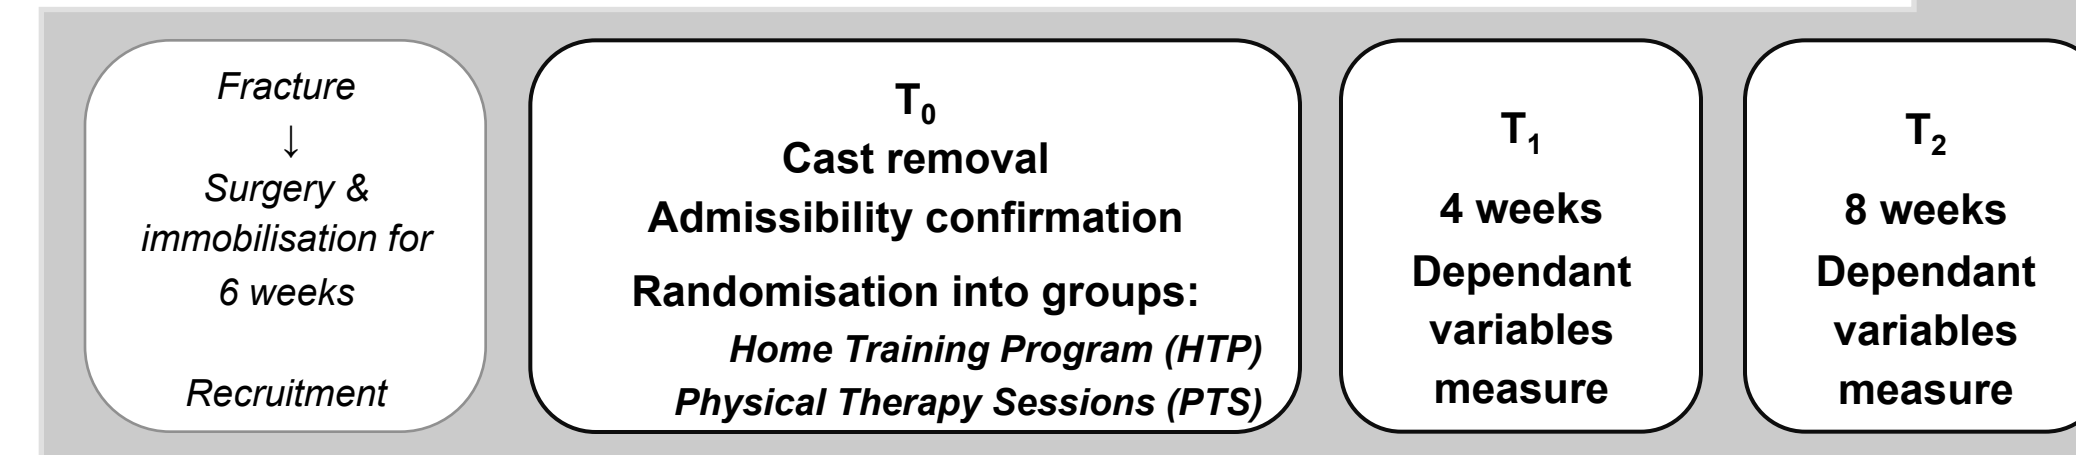 Fracture
↓
Surgery &
immobilisation for
6 weeks
Recruitment
T₀
Cast removal
Admissibility confirmation
Randomisation into groups:
Home Training Program (HTP)
Physical Therapy Sessions (PTS)
T₁
4 weeks
Dependant
variables
measure
T₂
8 weeks
Dependant
variables
measure